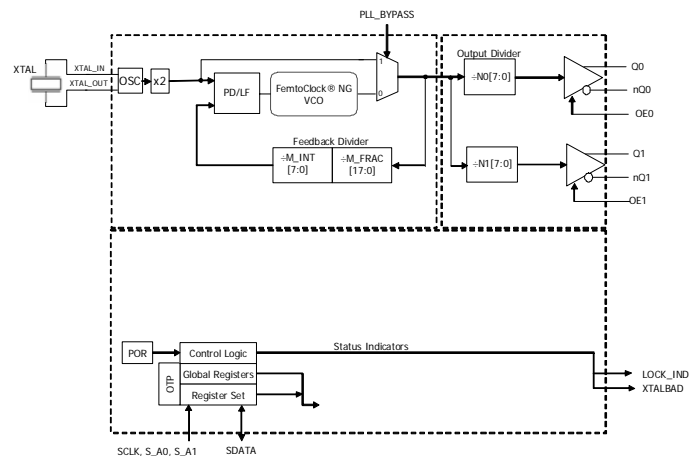 PLL_BYPASS
XTAL
XTAL_IN
XTAL_OUT
OSC
x2
PD/LF
FemtoClock® NG
VCO
1
0
Output Divider
÷N0[7:0]
Q0
nQ0
OE0
Feedback Divider
÷M_INT
[7:0]
÷M_FRAC
[17:0]
÷N1[7:0]
Q1
nQ1
OE1
POR
Control Logic
Status Indicators
OTP
Global Registers
Register Set
LOCK_IND
XTALBAD
SCLK, S_A0, S_A1
SDATA